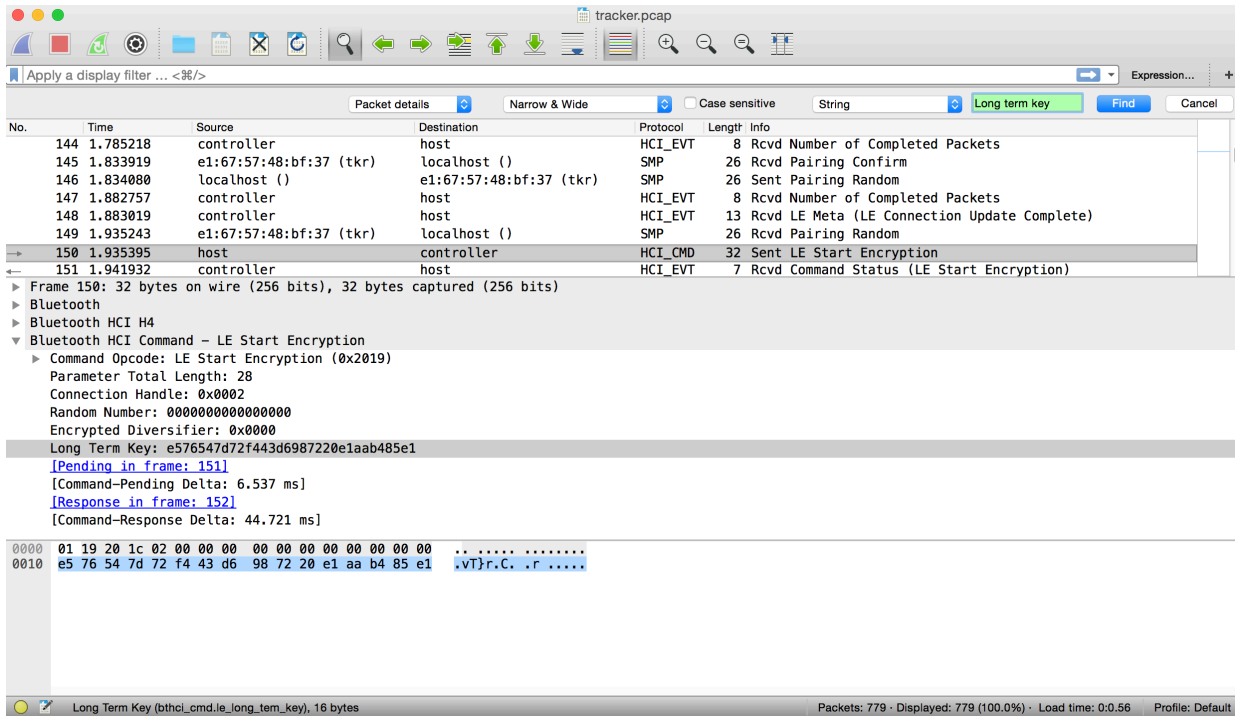 tracker.pcap
Apply a display filter ... <⌘/>
Expression...
+
Packet details
Narrow & Wide
Case sensitive
String
Long term key
Find
Cancel
No. Time Source Destination Protocol Length Info
144 1.785218 controller host HCI_EVT 8 Rcvd Number of Completed Packets
145 1.833919 e1:67:57:48:bf:37 (tkr) localhost () SMP 26 Rcvd Pairing Confirm
146 1.834080 localhost () e1:67:57:48:bf:37 (tkr) SMP 26 Sent Pairing Random
147 1.882757 controller host HCI_EVT 8 Rcvd Number of Completed Packets
148 1.883019 controller host HCI_EVT 13 Rcvd LE Meta (LE Connection Update Complete)
149 1.935243 e1:67:57:48:bf:37 (tkr) localhost () SMP 26 Rcvd Pairing Random
150 1.935395 host controller HCI_CMD 32 Sent LE Start Encryption
151 1.941932 controller host HCI_EVT 7 Rcvd Command Status (LE Start Encryption)
Frame 150: 32 bytes on wire (256 bits), 32 bytes captured (256 bits)
Bluetooth
Bluetooth HCI H4
Bluetooth HCI Command – LE Start Encryption
Command Opcode: LE Start Encryption (0x2019)
Parameter Total Length: 28
Connection Handle: 0x0002
Random Number: 0000000000000000
Encrypted Diversifier: 0x0000
Long Term Key: e576547d72f443d6987220e1aab485e1
[Pending in frame: 151]
[Command–Pending Delta: 6.537 ms]
[Response in frame: 152]
[Command–Response Delta: 44.721 ms]
0000 01 19 20 1c 02 00 00 00 00 00 00 00 00 00 00 00 .. ..... ........
0010 e5 76 54 7d 72 f4 43 d6 98 72 20 e1 aa b4 85 e1 .vT}r.C. .r .....
Long Term Key (bthci_cmd.le_long_tem_key), 16 bytes
Packets: 779 · Displayed: 779 (100.0%) · Load time: 0:0.56
Profile: Default